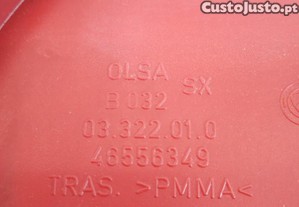 CustoJusto.pt
OLSA SX
B 032
03.322.01.0
46556349
TRAS. >PMMA<